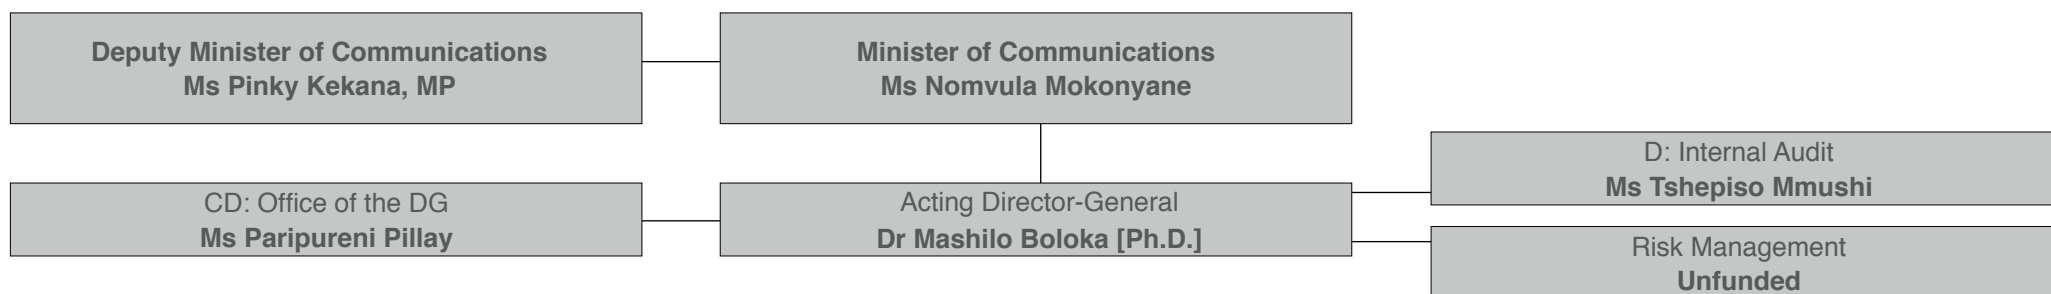 Deputy Minister of Communications
Ms Pinky Kekana, MP
Minister of Communications
Ms Nomvula Mokonyane
CD: Office of the DG
Ms Paripureni Pillay
Acting Director-General
Dr Mashilo Boloka [Ph.D.]
D: Internal Audit
Ms Tshepiso Mmushi
Risk Management
Unfunded